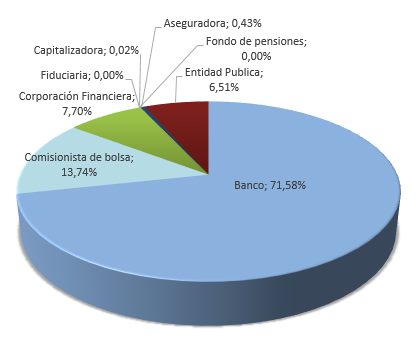 Aseguradora; 0,43%
Fondo de pensiones;
0,00%
Capitalizadora; 0,02%
Fiduciaria; 0,00%
Entidad Publica;
6,51%
Corporación Financiera;
7,70%
Comisionista de bolsa;
13,74%
Banco; 71,58%